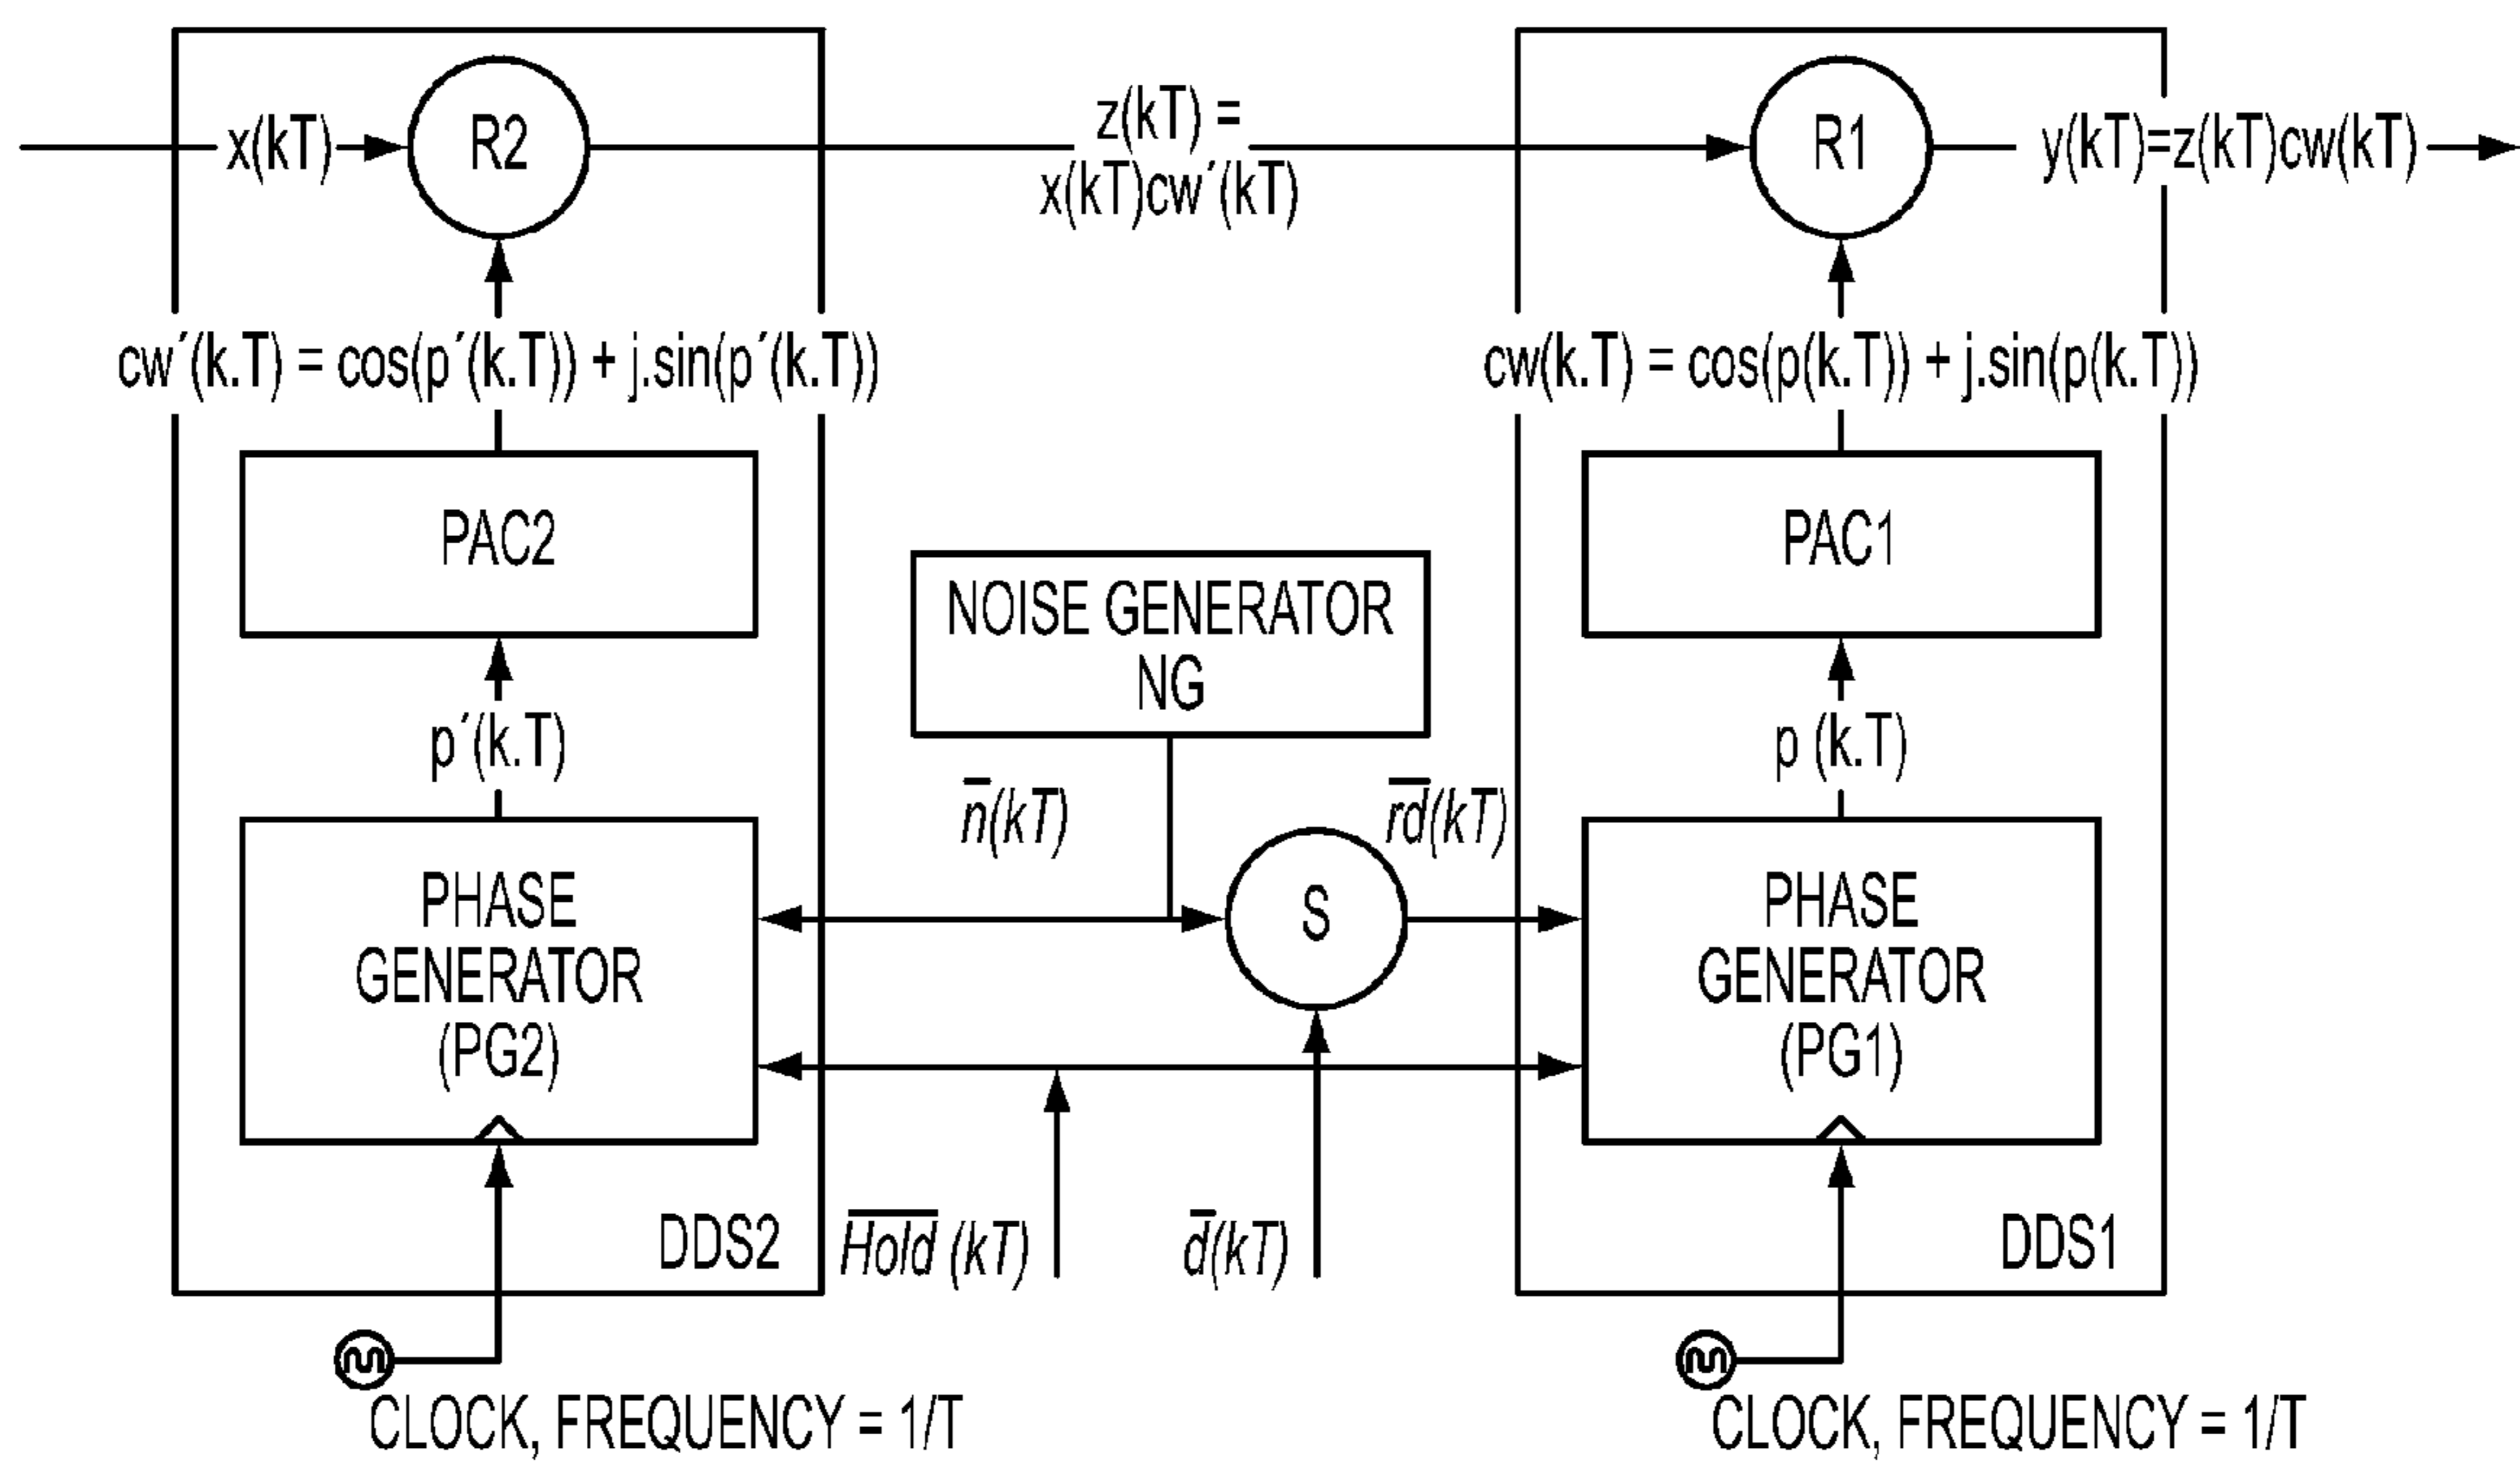 x(kT)
R2
z(kT) =
x(kT)cw´(kT)
R1
y(kT)=z(kT)cw(kT)
cw´(k.T) = cos(p´(k.T)) + j.sin(p´(k.T))
cw(k.T) = cos(p(k.T)) + j.sin(p(k.T))
PAC2
PAC1
NOISE GENERATOR
NG
p´(k.T)
p (k.T)
n̅(kT)
r̅d̅(kT)
PHASE
GENERATOR
(PG2)
S
PHASE
GENERATOR
(PG1)
DDS2
H̅o̅l̅d̅ (kT)
d̅(kT)
DDS1
CLOCK, FREQUENCY = 1/T
CLOCK, FREQUENCY = 1/T